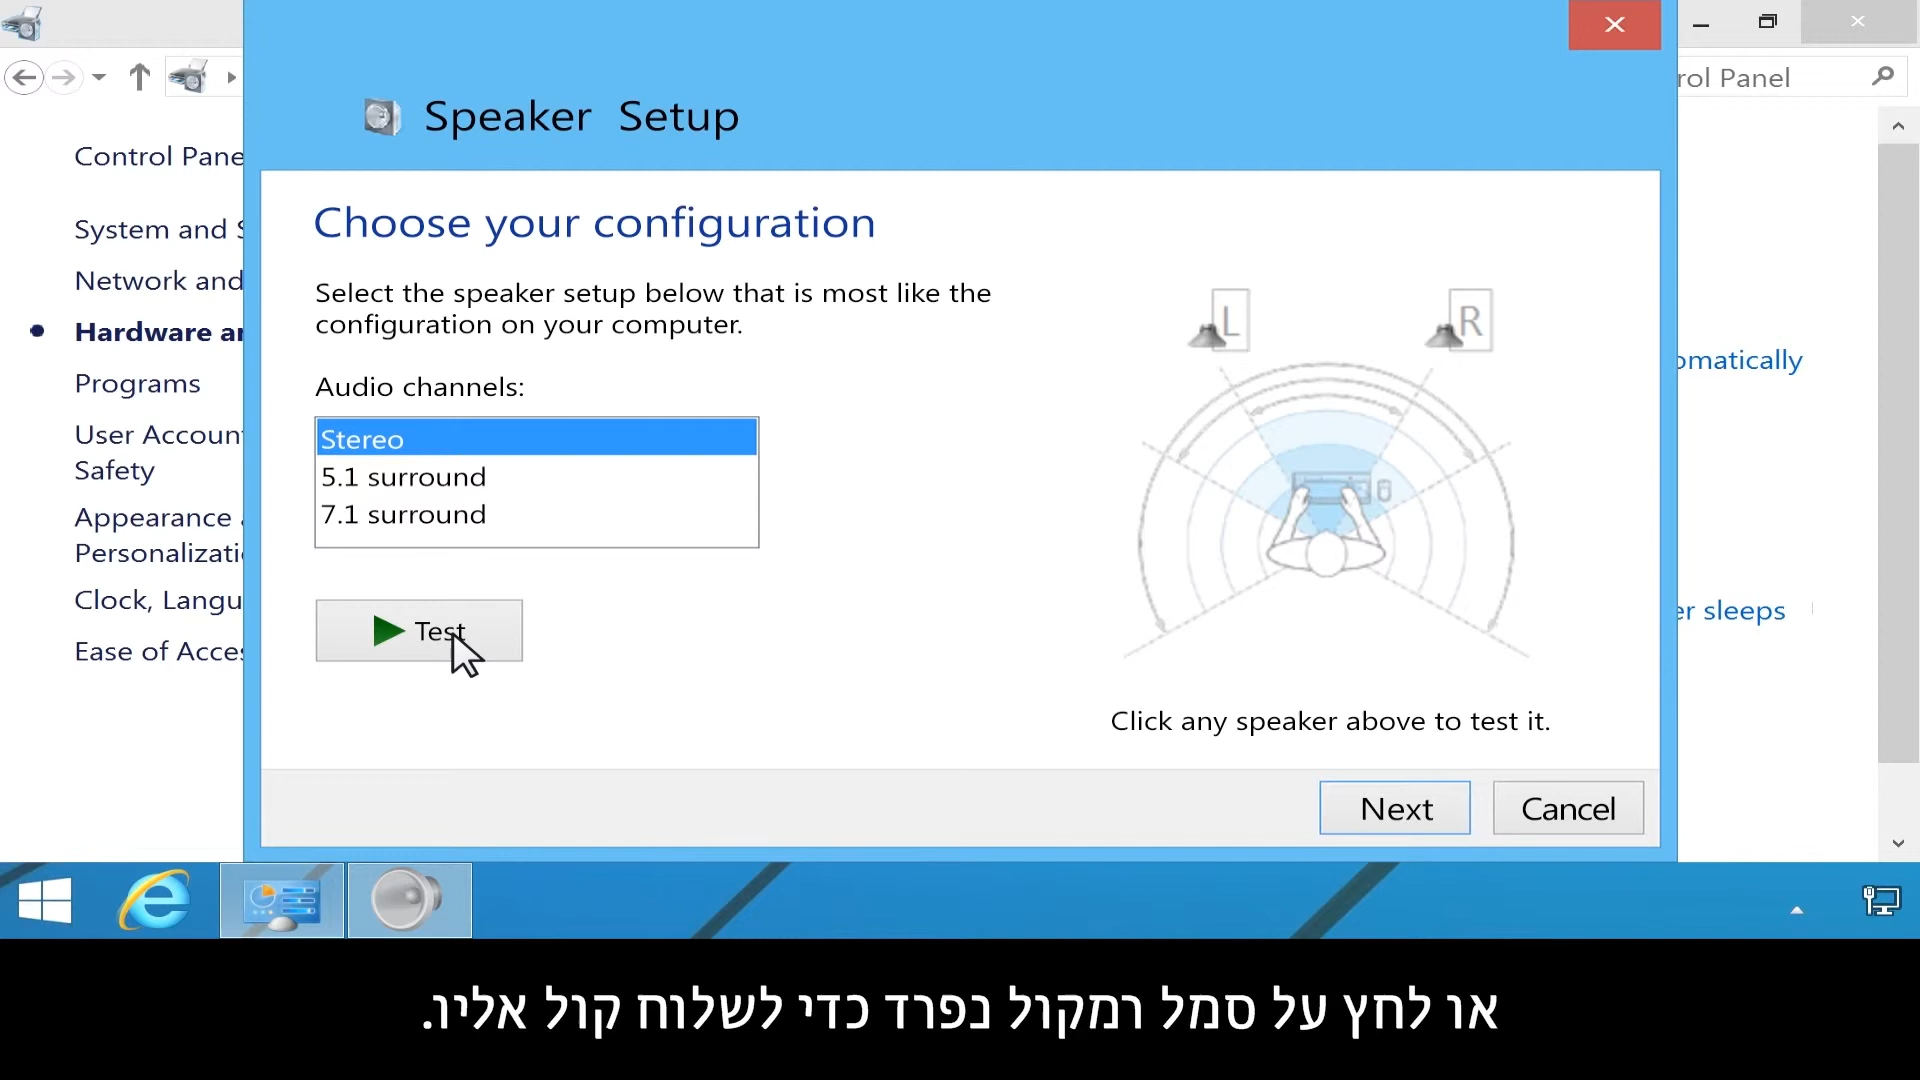 rol Panel
Speaker Setup
Control Pane
System and
Network and
Hardware ar
Programs
User Accoun
Safety
Appearance
Personalizati
Clock, Langu
Ease of Acce
Choose your configuration
Select the speaker setup below that is most like the
configuration on your computer.
Audio channels:
Stereo
5.1 surround
7.1 surround
Test
L
R
Click any speaker above to test it.
omatically
er sleeps
Next
Cancel
או לחץ על סמל רמקול נפרד כדי לשלוח קול אליו.